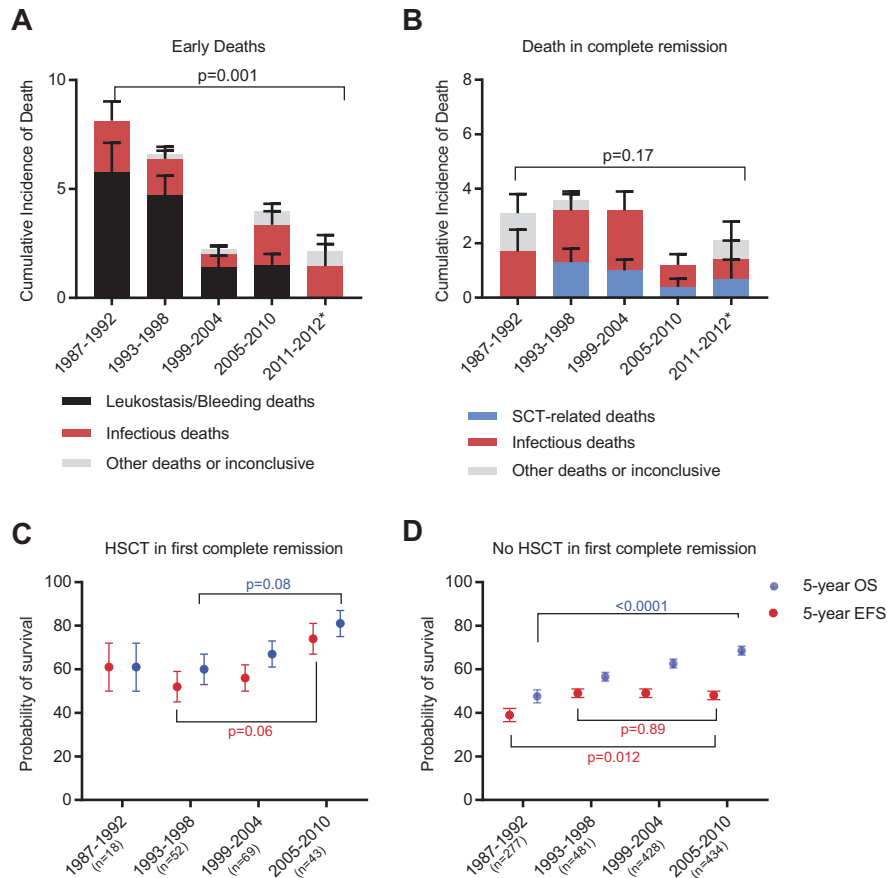 A
Early Deaths
p=0.001
Cumulative Incidence of Death
10
5
0
1987-1992
1993-1998
1999-2004
2005-2010
2011-2012*
Leukostasis/Bleeding deaths
Infectious deaths
Other deaths or inconclusive
B
Death in complete remission
p=0.17
Cumulative Incidence of Death
8
6
4
2
0
1987-1992
1993-1998
1999-2004
2005-2010
2011-2012*
SCT-related deaths
Infectious deaths
Other deaths or inconclusive
C
HSCT in first complete remission
Probability of survival
100
80
60
40
20
0
p=0.08
p=0.06
1987-1992
(n=18)
1993-1998
(n=52)
1999-2004
(n=69)
2005-2010
(n=43)
D
No HSCT in first complete remission
Probability of survival
100
80
60
40
20
0
<0.0001
p=0.89
p=0.012
1987-1992
(n=277)
1993-1998
(n=481)
1999-2004
(n=428)
2005-2010
(n=434)
5-year OS
5-year EFS